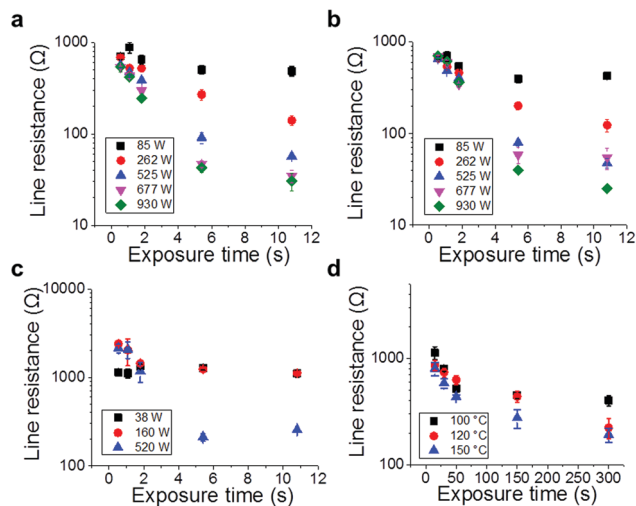 a
1000
100
10
Line resistance (Ω)
85 W
262 W
525 W
677 W
930 W
0 2 4 6 8 10 12
Exposure time (s)
b
1000
100
10
Line resistance (Ω)
85 W
262 W
525 W
677 W
930 W
0 2 4 6 8 10 12
Exposure time (s)
c
10000
1000
100
Line resistance (Ω)
38 W
160 W
520 W
0 2 4 6 8 10 12
Exposure time (s)
d
1000
100
Line resistance (Ω)
100 °C
120 °C
150 °C
0 50 100 150 200 250 300
Exposure time (s)